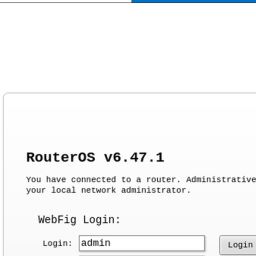 RouterOS v6.47.1
You have connected to a router. Administrative
your local network administrator.
WebFig Login:
Login: admin Login